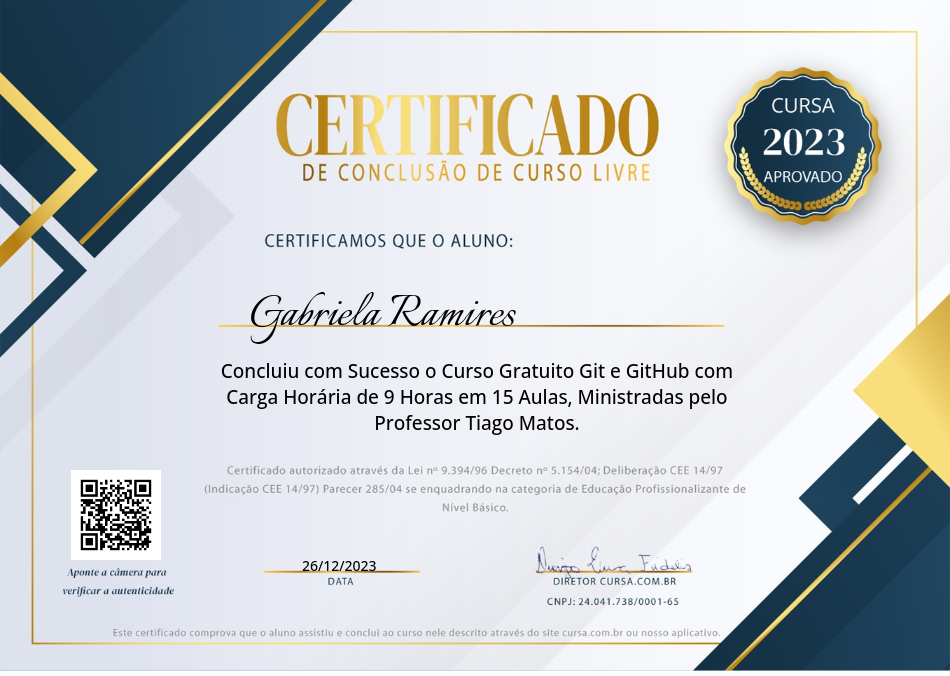 CERTIFICADO
DE CONCLUSÃO DE CURSO LIVRE
CURSA
2023
APROVADO
CERTIFICAMOS QUE O ALUNO:
Gabriela Ramires
Concluiu com Sucesso o Curso Gratuito Git e GitHub com
Carga Horária de 9 Horas em 15 Aulas, Ministradas pelo
Professor Tiago Matos.
Certificado autorizado através da Lei nº 9.394/96 Decreto nº 5.154/04; Deliberação CEE 14/97
(Indicação CEE 14/97) Parecer 285/04 se enquadrando na categoria de Educação Profissionalizante de
Nível Básico.
Aponte a câmera para
verificar a autenticidade
26/12/2023
DATA
DIRETOR CURSA.COM.BR
CNPJ: 24.041.738/0001-65
Este certificado comprova que o aluno assistiu e conclui ao curso nele descrito através do site cursa.com.br ou nosso aplicativo.